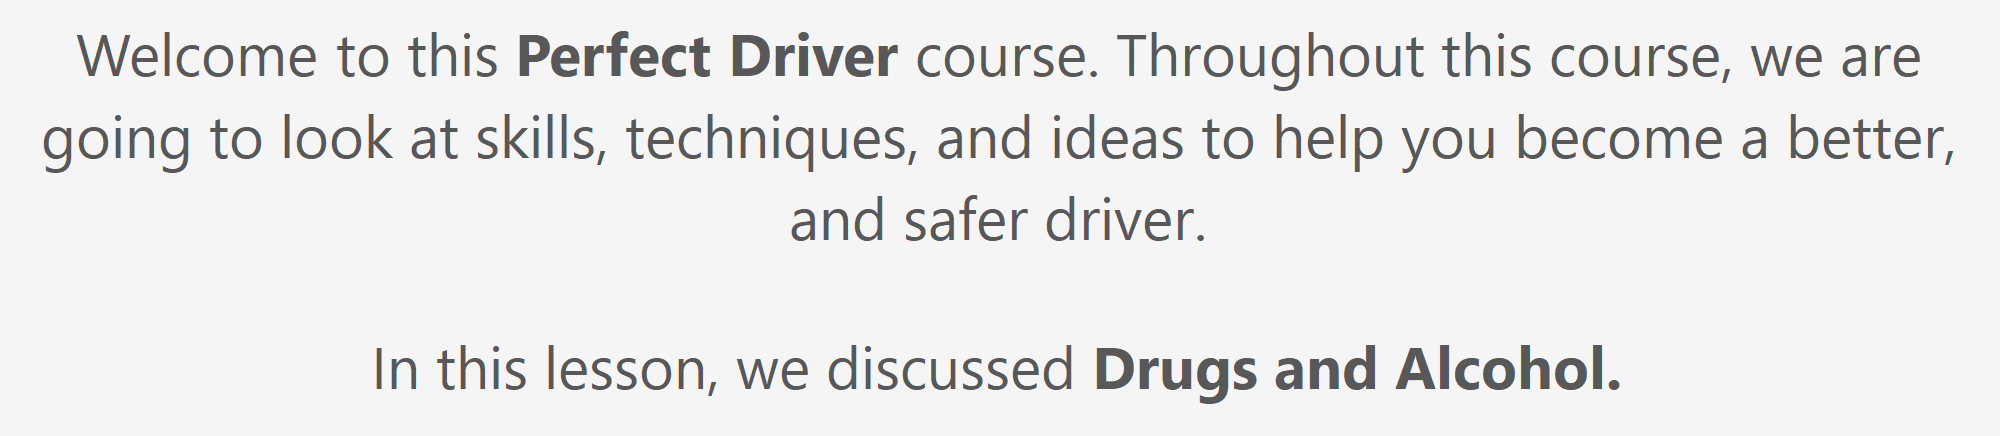 Welcome to this Perfect Driver course. Throughout this course, we are
going to look at skills, techniques, and ideas to help you become a better,
and safer driver.
In this lesson, we discussed Drugs and Alcohol.